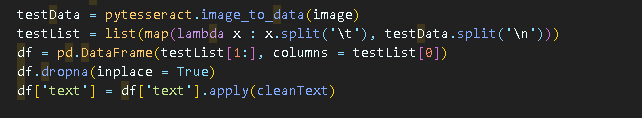 testData = pytesseract.image_to_data(image)
testList = list(map(lambda x : x.split('\t'), testData.split('\n')))
df = pd.DataFrame(testList[1:], columns = testList[0])
df.dropna(inplace = True)
df['text'] = df['text'].apply(cleanText)